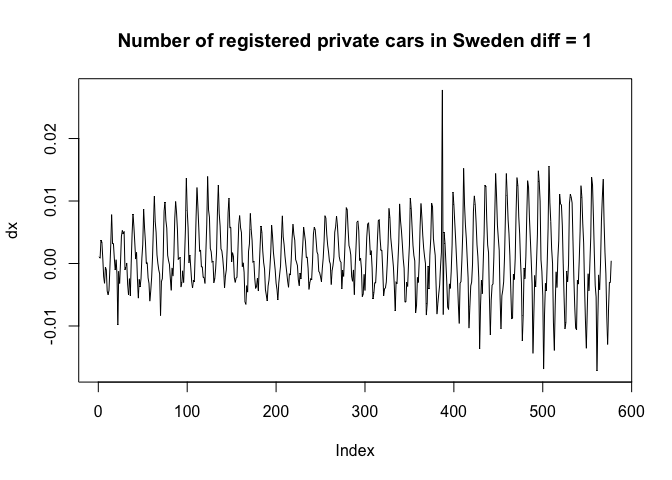 Number of registered private cars in Sweden diff = 1
dx
0.02
0.01
0.00
-0.01
0 100 200 300 400 500 600
Index